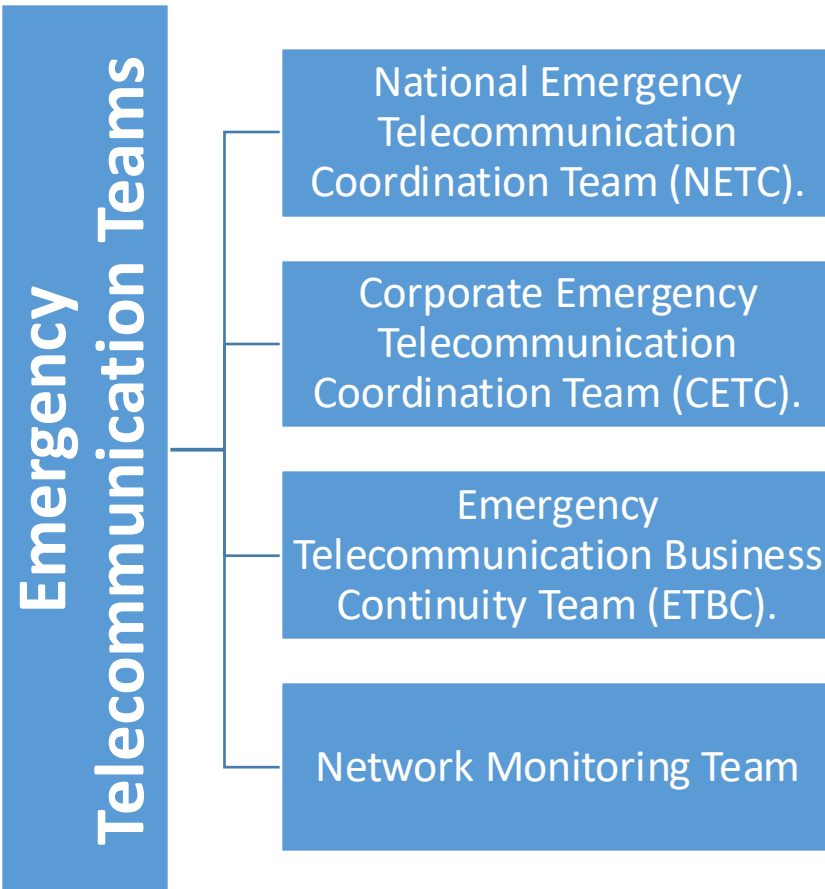 Emergency
Telecommunication Teams
National Emergency
Telecommunication
Coordination Team (NETC).
Corporate Emergency
Telecommunication
Coordination Team (CETC).
Emergency
Telecommunication Business
Continuity Team (ETBC).
Network Monitoring Team